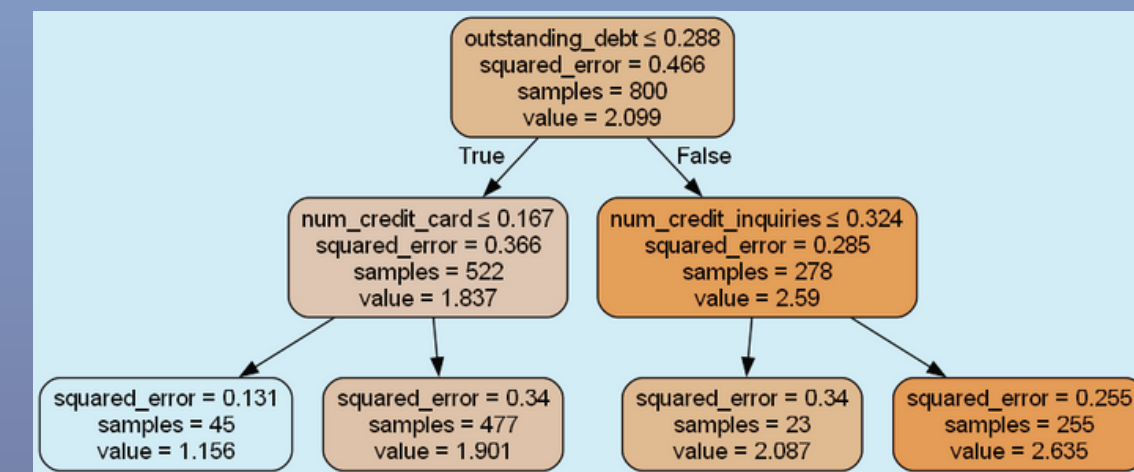 outstanding_debt ≤ 0.288
squared_error = 0.466
samples = 800
value = 2.099
True
False
num_credit_card ≤ 0.167
squared_error = 0.366
samples = 522
value = 1.837
num_credit_inquiries ≤ 0.324
squared_error = 0.285
samples = 278
value = 2.59
squared_error = 0.131
samples = 45
value = 1.156
squared_error = 0.34
samples = 477
value = 1.901
squared_error = 0.34
samples = 23
value = 2.087
squared_error = 0.255
samples = 255
value = 2.635